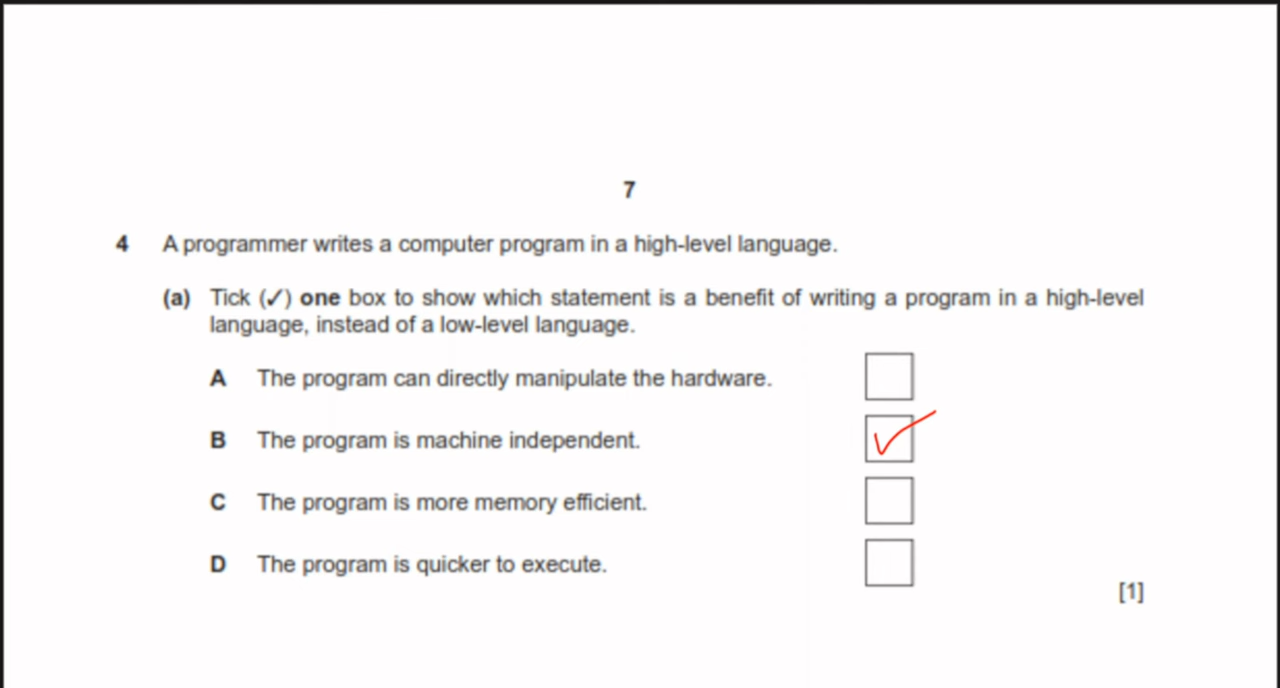 7
4 A programmer writes a computer program in a high-level language.
(a) Tick (✓) one box to show which statement is a benefit of writing a program in a high-level
language, instead of a low-level language.
A The program can directly manipulate the hardware.
B The program is machine independent. ✓
C The program is more memory efficient.
D The program is quicker to execute.
[1]